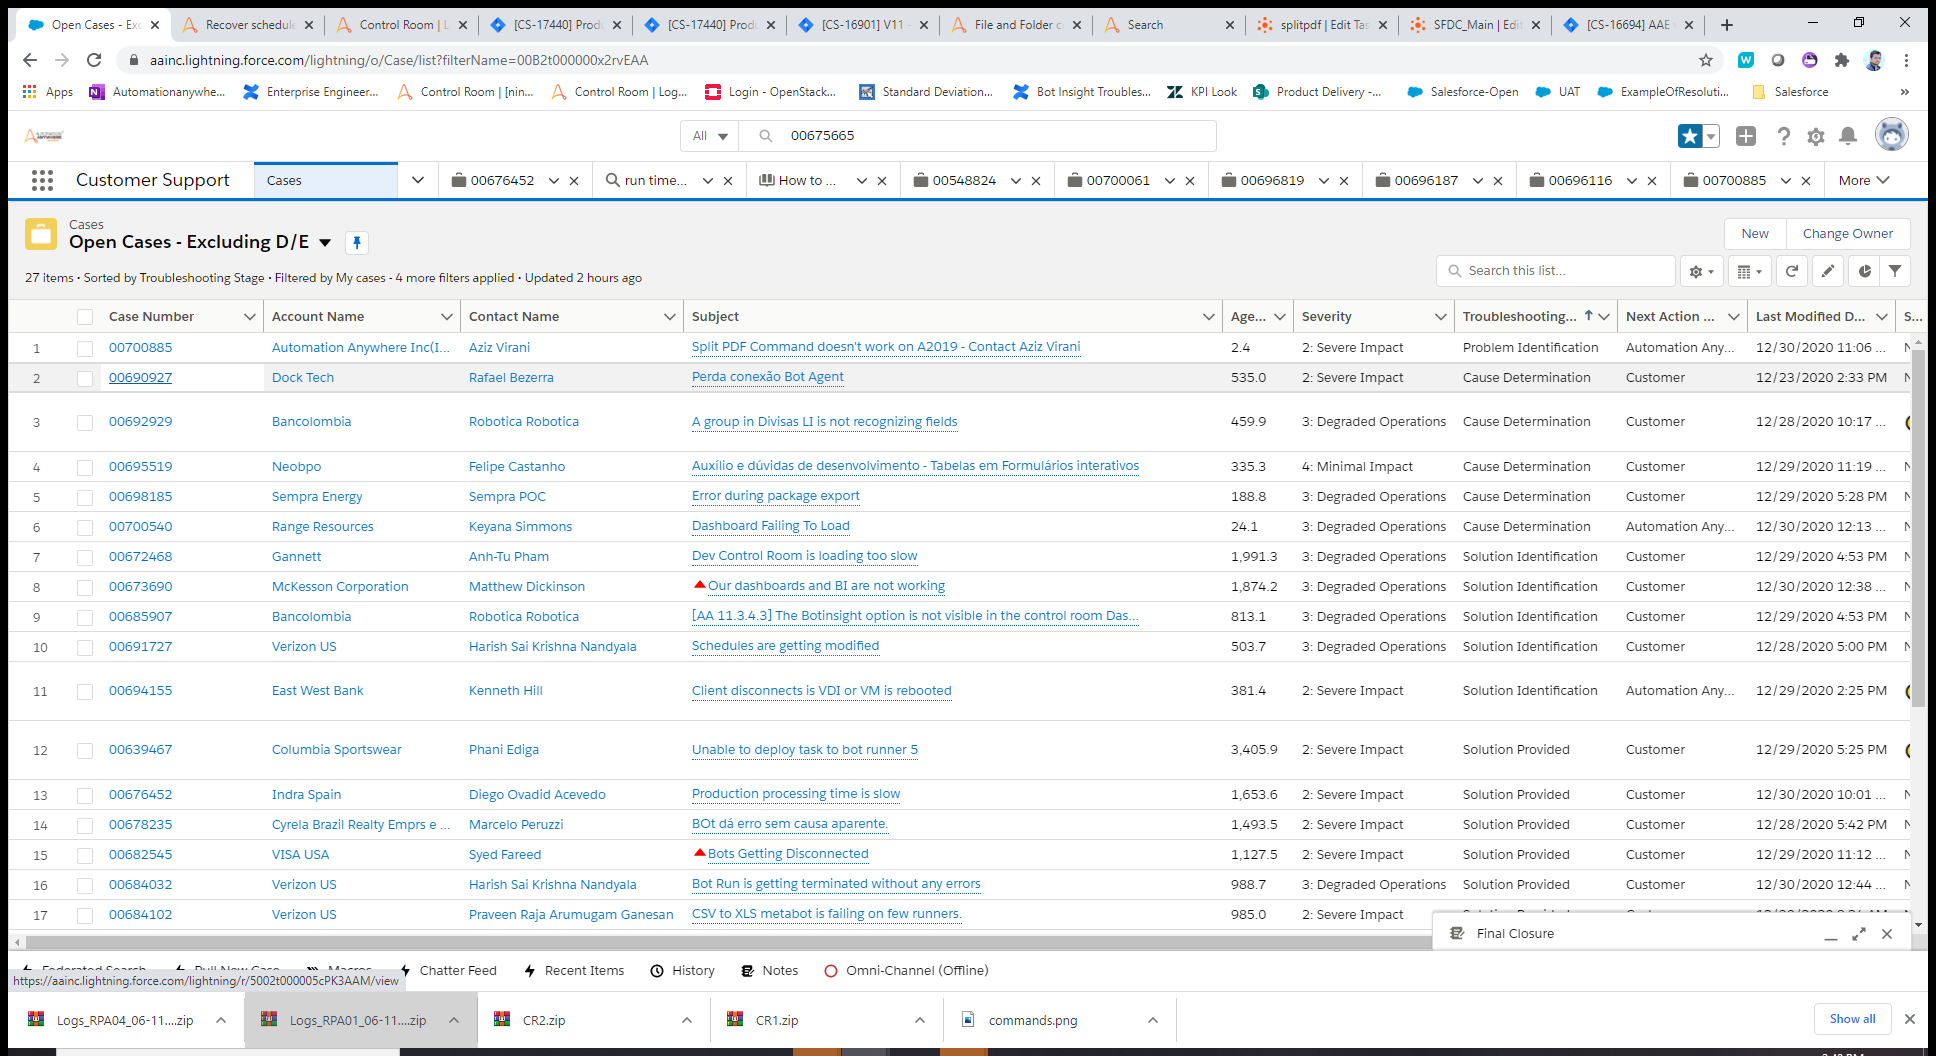 Open Cases - Exc
Recover schedule
Control Room | L
[CS-17440] Produ
[CS-17440] Produ
[CS-16901] V11
File and Folder c
Search
splitpdf | Edit Tas
SFDC_Main | Edit
[CS-16694] AAE
aainc.lightning.force.com/lightning/o/Case/list?filterName=00B2t000000x2rvEAA
Apps
Automationanywhe...
Enterprise Engineer...
Control Room | [nin...
Control Room | Log...
Login - OpenStack...
Standard Deviation...
Bot Insight Troubles...
KPI Look
Product Delivery -...
Salesforce-Open
UAT
ExampleOfResoluti...
Salesforce
»
All
00675665
Customer Support
Cases
00676452
run time...
How to ...
00548824
00700061
00696819
00696187
00696116
00700885
More
Cases
Open Cases - Excluding D/E
New
Change Owner
27 items • Sorted by Troubleshooting Stage • Filtered by My cases - 4 more filters applied • Updated 2 hours ago
Search this list...
Case Number Account Name Contact Name Subject Age... Severity Troubleshooting... Next Action ... Last Modified D... S...
1 00700885 Automation Anywhere Inc(I... Aziz Virani Split PDF Command doesn't work on A2019 - Contact Aziz Virani 2.4 2: Severe Impact Problem Identification Automation Any... 12/30/2020 11:06 ...
2 00690927 Dock Tech Rafael Bezerra Perda conexão Bot Agent 535.0 2: Severe Impact Cause Determination Customer 12/23/2020 2:33 PM
3 00692929 Bancolombia Robotica Robotica A group in Divisas LI is not recognizing fields 459.9 3: Degraded Operations Cause Determination Customer 12/28/2020 10:17 ...
4 00695519 Neobpo Felipe Castanho Auxílio e dúvidas de desenvolvimento - Tabelas em Formulários interativos 335.3 4: Minimal Impact Cause Determination Customer 12/29/2020 11:19 ...
5 00698185 Sempra Energy Sempra POC Error during package export 188.8 3: Degraded Operations Cause Determination Customer 12/29/2020 5:28 PM
6 00700540 Range Resources Keyana Simmons Dashboard Failing To Load 24.1 3: Degraded Operations Cause Determination Automation Any... 12/30/2020 12:13 ...
7 00672468 Gannett Anh-Tu Pham Dev Control Room is loading too slow 1,991.3 3: Degraded Operations Solution Identification Customer 12/29/2020 4:53 PM
8 00673690 McKesson Corporation Matthew Dickinson Our dashboards and BI are not working 1,874.2 3: Degraded Operations Solution Identification Customer 12/30/2020 12:38 ...
9 00685907 Bancolombia Robotica Robotica [AA 11.3.4.3] The Botinsight option is not visible in the control room Das... 813.1 3: Degraded Operations Solution Identification Customer 12/29/2020 4:53 PM
10 00691727 Verizon US Harish Sai Krishna Nandyala Schedules are getting modified 503.7 3: Degraded Operations Solution Identification Customer 12/28/2020 5:00 PM
11 00694155 East West Bank Kenneth Hill Client disconnects is VDI or VM is rebooted 381.4 2: Severe Impact Solution Identification Automation Any... 12/29/2020 2:25 PM
12 00639467 Columbia Sportswear Phani Ediga Unable to deploy task to bot runner 5 3,405.9 2: Severe Impact Solution Provided Customer 12/29/2020 5:25 PM
13 00676452 Indra Spain Diego Ovadid Acevedo Production processing time is slow 1,653.6 2: Severe Impact Solution Provided Customer 12/30/2020 10:01 ...
14 00678235 Cyrela Brazil Realty Emprs e ... Marcelo Peruzzi BOt dá erro sem causa aparente. 1,493.5 2: Severe Impact Solution Provided Customer 12/28/2020 5:42 PM
15 00682545 VISA USA Syed Fareed Bots Getting Disconnected 1,127.5 2: Severe Impact Solution Provided Customer 12/29/2020 11:12 ...
16 00684032 Verizon US Harish Sai Krishna Nandyala Bot Run is getting terminated without any errors 988.7 3: Degraded Operations Solution Provided Customer 12/30/2020 12:44 ...
17 00684102 Verizon US Praveen Raja Arumugam Ganesan CSV to XLS metabot is failing on few runners. 985.0 2: Severe Impact
Final Closure
Chatter Feed
Recent Items
History
Notes
Omni-Channel (Offline)
https://aainc.lightning.force.com/lightning/r/5002t000005cPK3AAM/view
Logs_RPA04_06-11....zip
Logs_RPA01_06-11....zip
CR2.zip
CR1.zip
commands.png
Show all